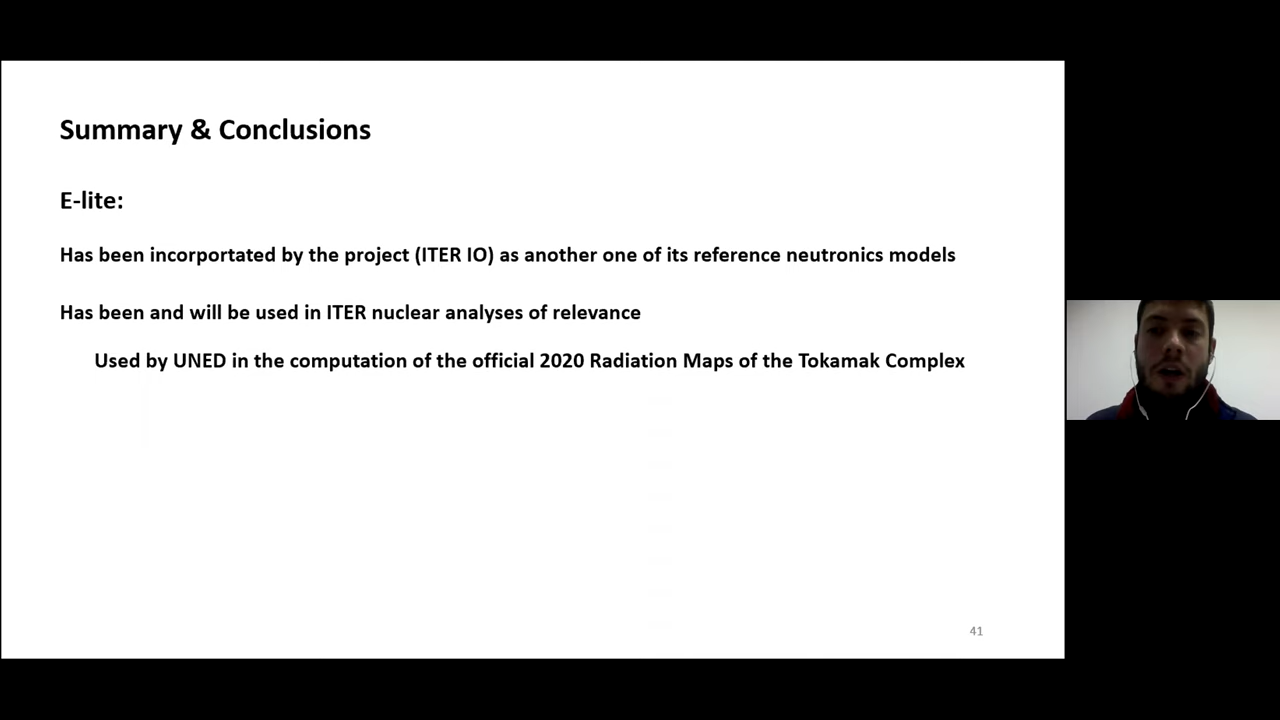 Summary & Conclusions
E-lite:
Has been incorportated by the project (ITER IO) as another one of its reference neutronics models
Has been and will be used in ITER nuclear analyses of relevance
Used by UNED in the computation of the official 2020 Radiation Maps of the Tokamak Complex
41